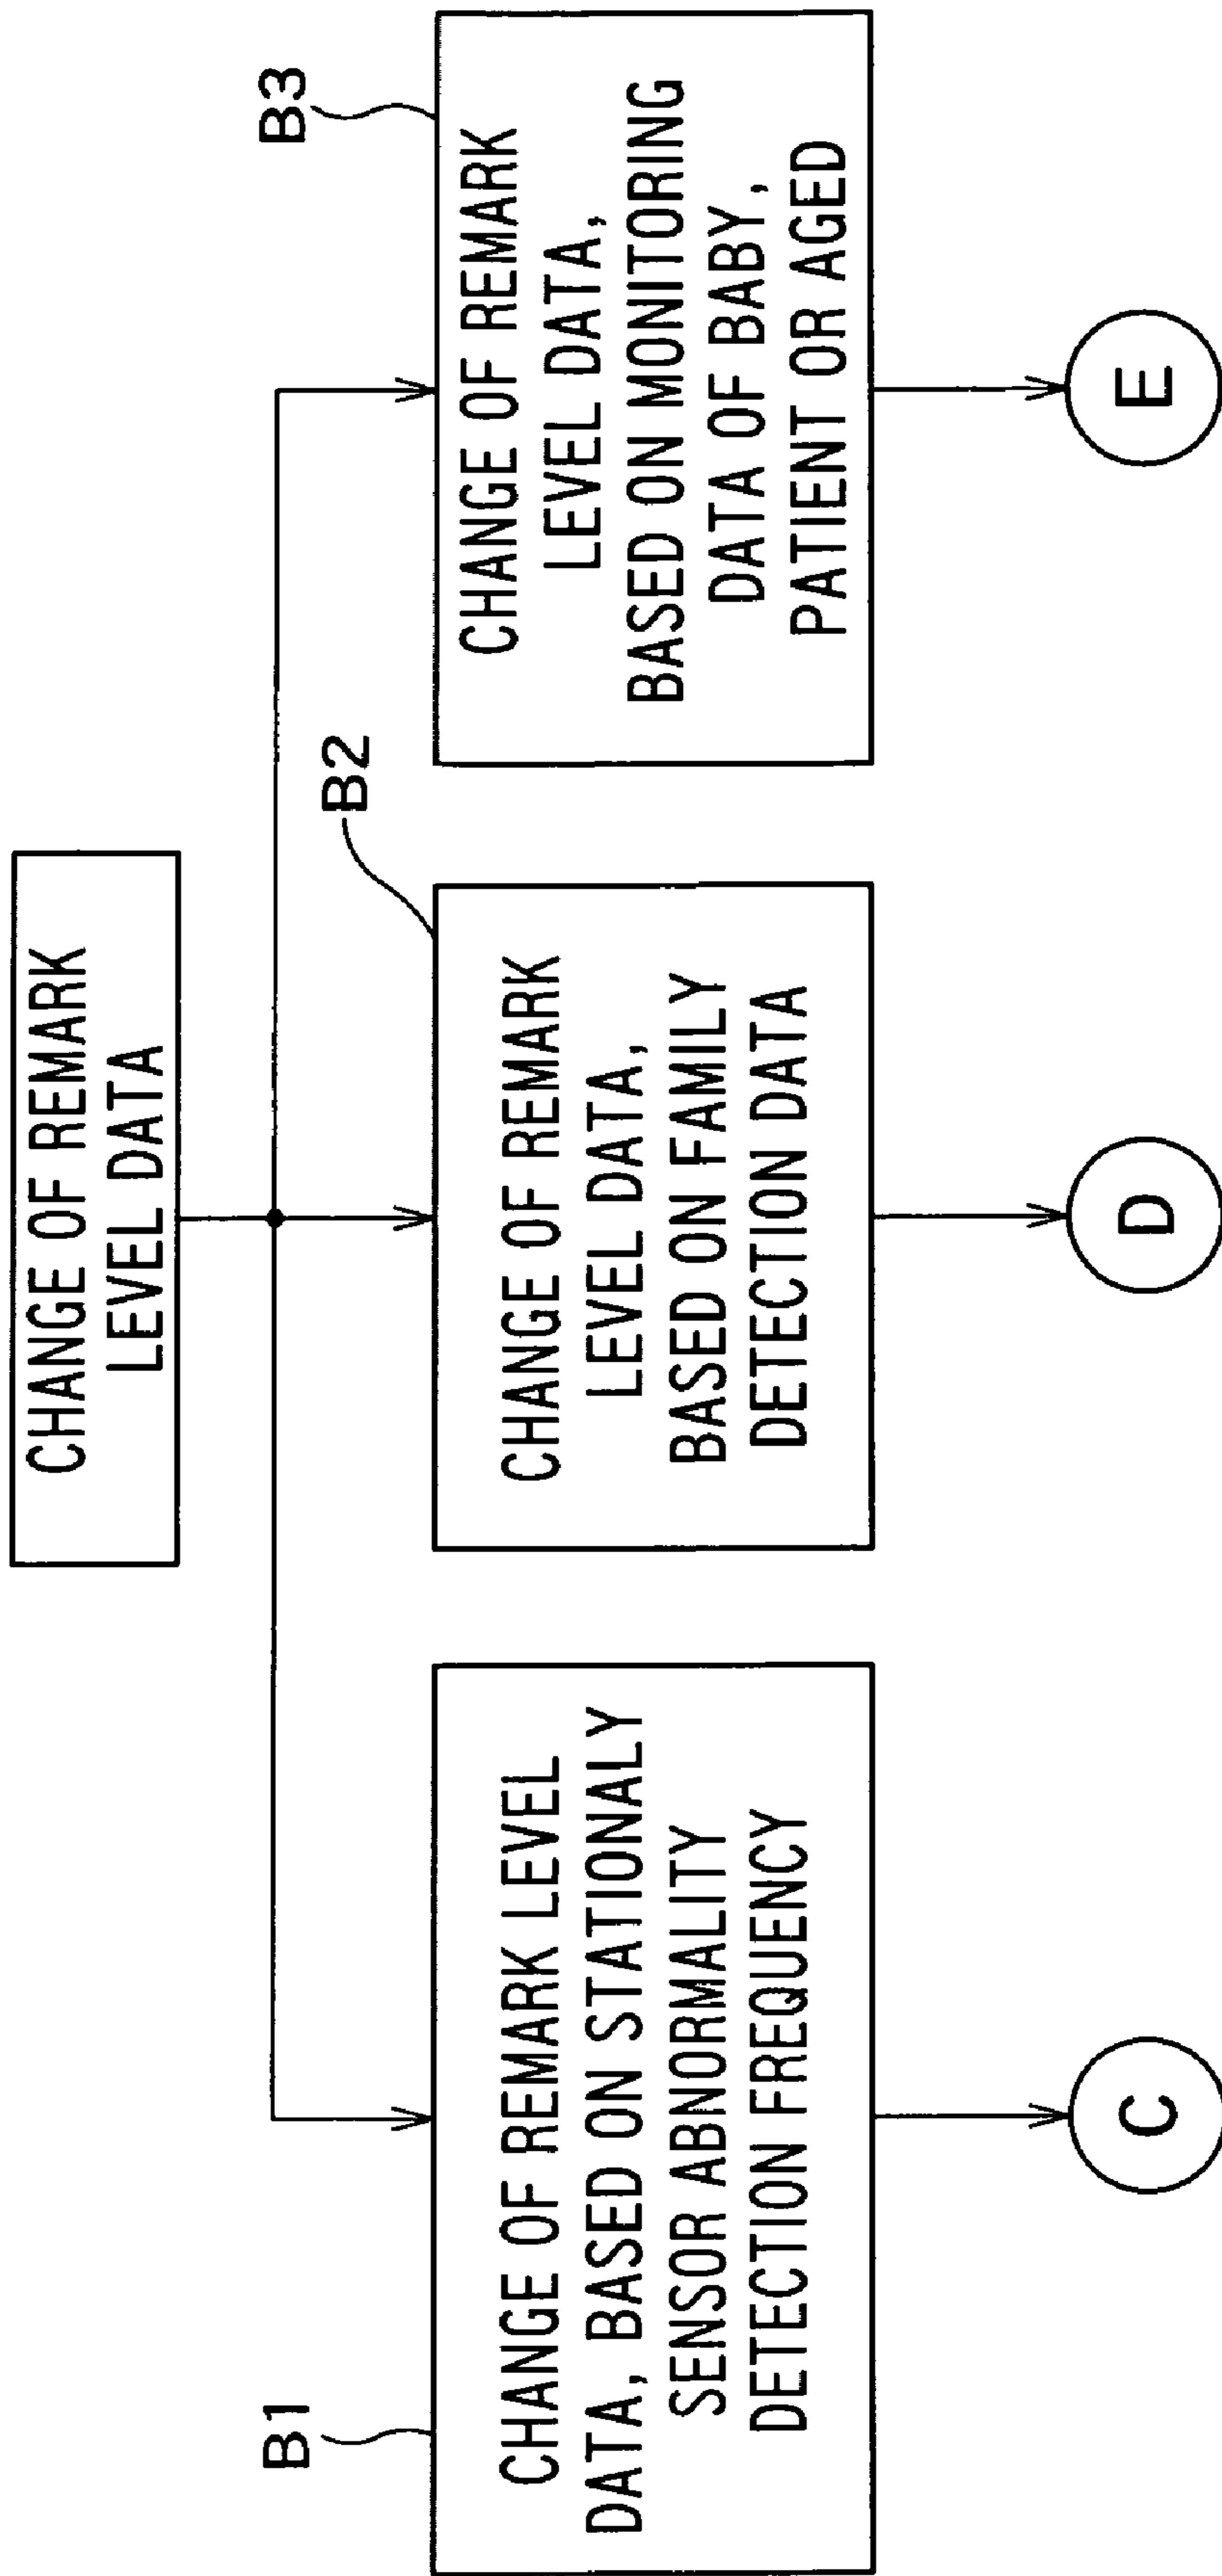 CHANGE OF REMARK
LEVEL DATA
B1
CHANGE OF REMARK LEVEL
DATA, BASED ON STATIONALY
SENSOR ABNORMALITY
DETECTION FREQUENCY
C
B2
CHANGE OF REMARK
LEVEL DATA,
BASED ON FAMILY
DETECTION DATA
D
B3
CHANGE OF REMARK
LEVEL DATA,
BASED ON MONITORING
DATA OF BABY,
PATIENT OR AGED
E